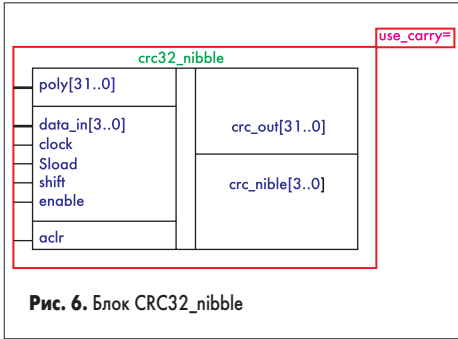 use_carry=
crc32_nibble
poly[31..0]
data_in[3..0]
clock
Sload
shift
enable
aclr
crc_out[31..0]
crc_nible[3..0]
Рис. 6. Блок CRC32_nibble